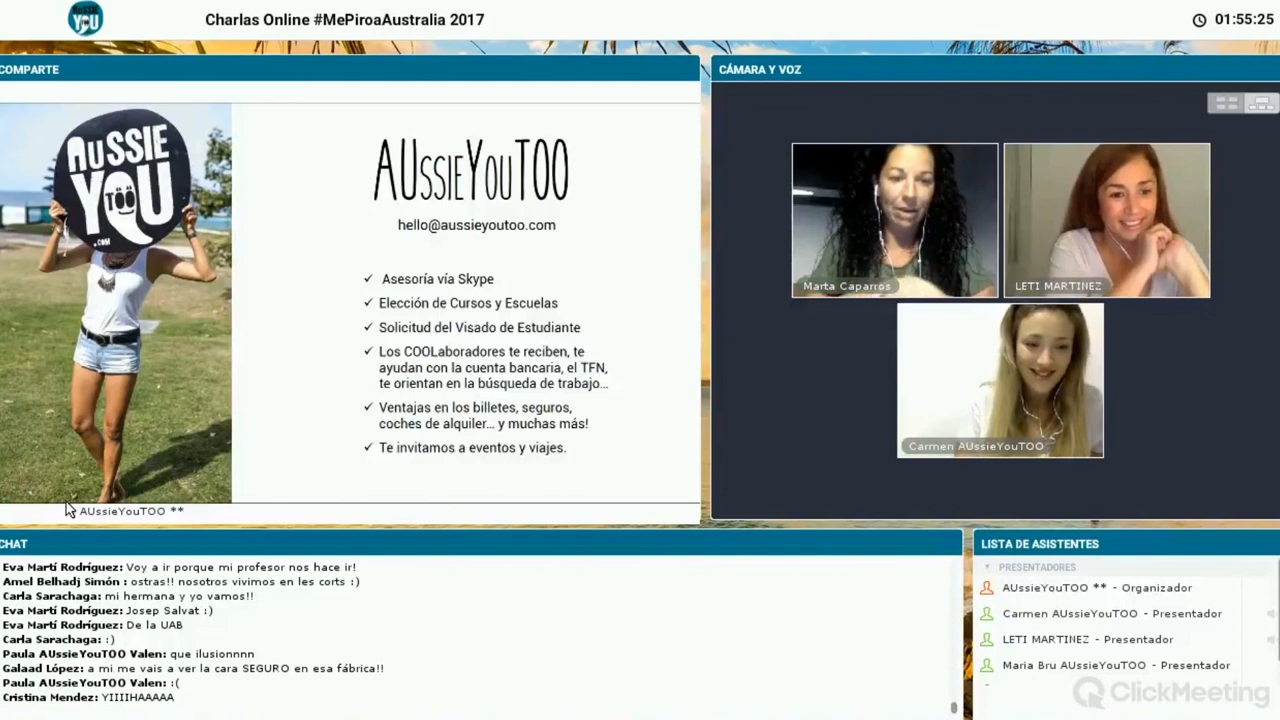 AUSSIE
YOU
Charlas Online #MePiroaAustralia 2017
01:55:25
COMPARTE
CÁMARA Y VOZ
AUSSIE
YOU
TOO
.COM
AUssIEYouTOO
hello@aussieyoutoo.com
✓ Asesoría vía Skype
✓ Elección de Cursos y Escuelas
✓ Solicitud del Visado de Estudiante
✓ Los COOLaboradores te reciben, te
ayudan con la cuenta bancaria, el TFN,
te orientan en la búsqueda de trabajo...
✓ Ventajas en los billetes, seguros,
coches de alquiler... y muchas más!
✓ Te invitamos a eventos y viajes.
AUssieYouTOO **
Marta Caparrós
LETI MARTINEZ
Carmen AUssieYouTOO
CHAT
Eva Martí Rodríguez: Voy a ir porque mi profesor nos hace ir!
Amel Belhadj Simón : ostras!! nosotros vivimos en les corts :)
Carla Sarachaga: mi hermana y yo vamos!!
Eva Martí Rodríguez: Josep Salvat :)
Eva Martí Rodríguez: De la UAB
Carla Sarachaga: :)
Paula AUssieYouTOO Valen: que ilusionnnn
Galaad López: a mi me vais a ver la cara SEGURO en esa fábrica!!
Paula AUssieYouTOO Valen: :(
Cristina Mendez: YIIIIHAAAAA
LISTA DE ASISTENTES
PRESENTADORES
AUssieYouTOO ** - Organizador
Carmen AUssieYouTOO - Presentador
LETI MARTINEZ - Presentador
Maria Bru AUssieYouTOO - Presentador
ClickMeeting